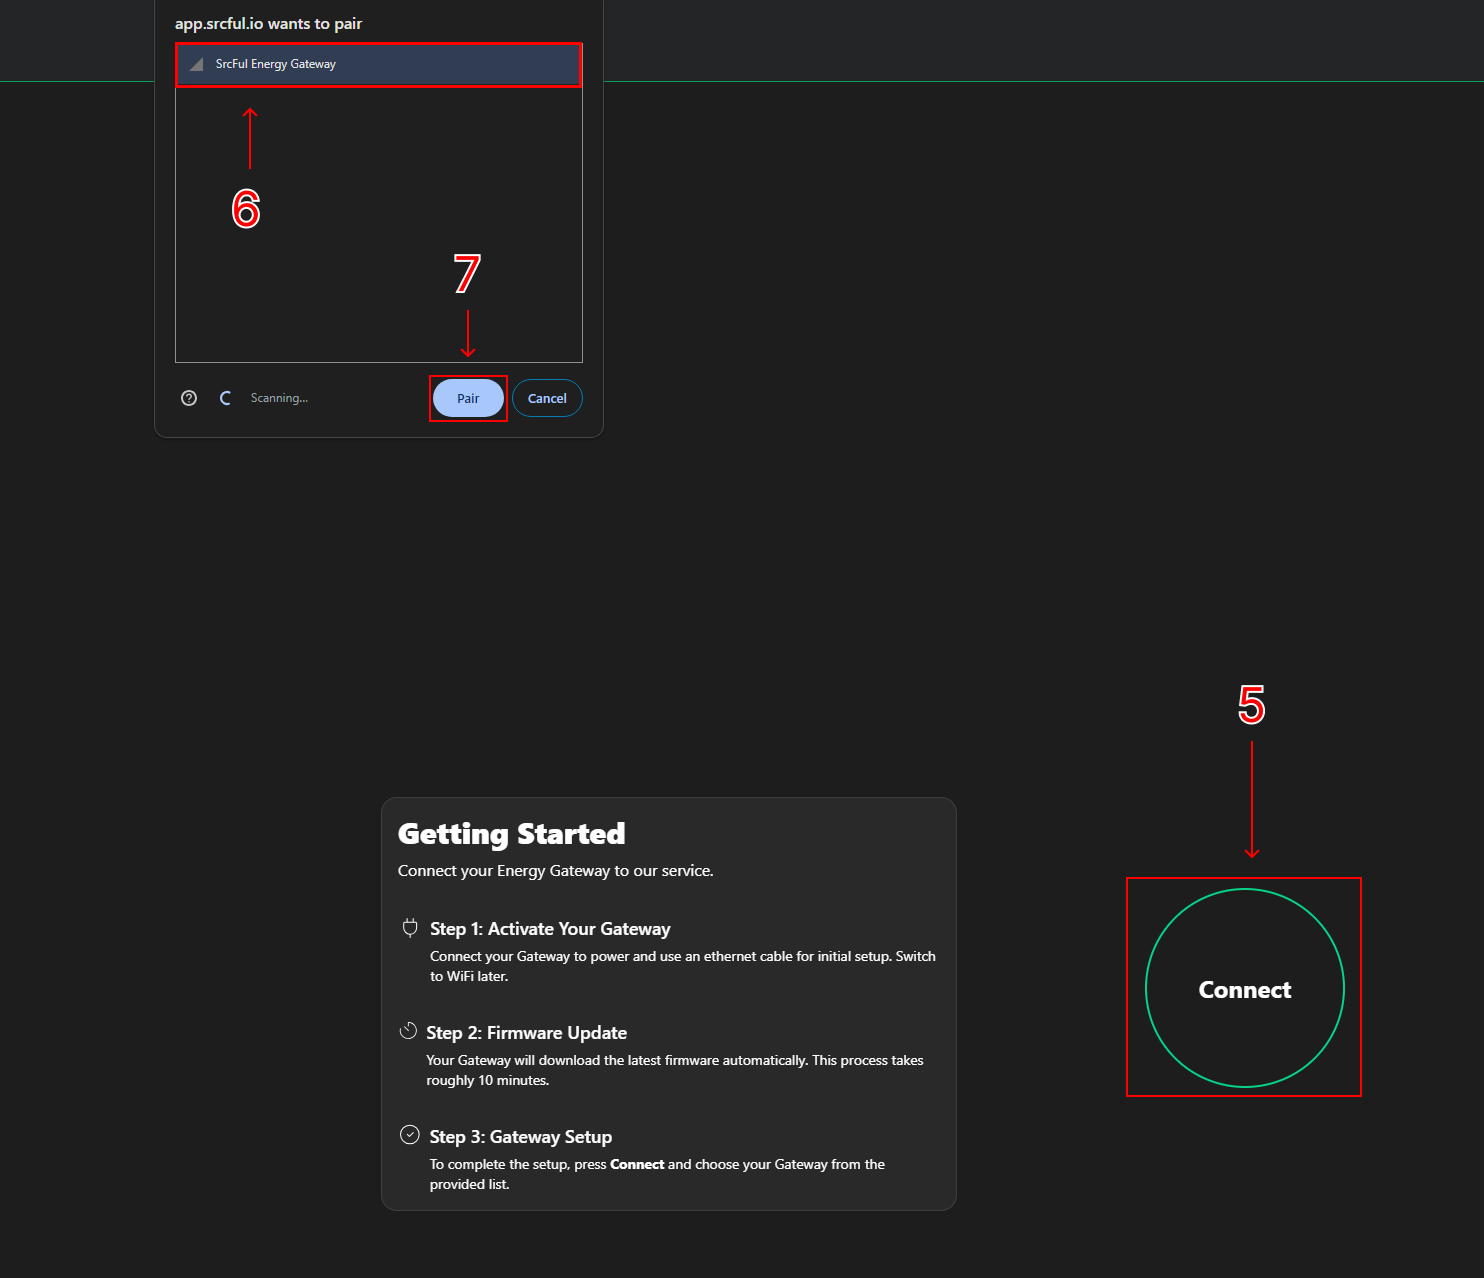 app.srcful.io wants to pair
SrcFul Energy Gateway
6
7
Scanning...
Pair
Cancel
5
Getting Started
Connect your Energy Gateway to our service.
Step 1: Activate Your Gateway
Connect your Gateway to power and use an ethernet cable for initial setup. Switch
to WiFi later.
Step 2: Firmware Update
Your Gateway will download the latest firmware automatically. This process takes
roughly 10 minutes.
Step 3: Gateway Setup
To complete the setup, press Connect and choose your Gateway from the
provided list.
Connect